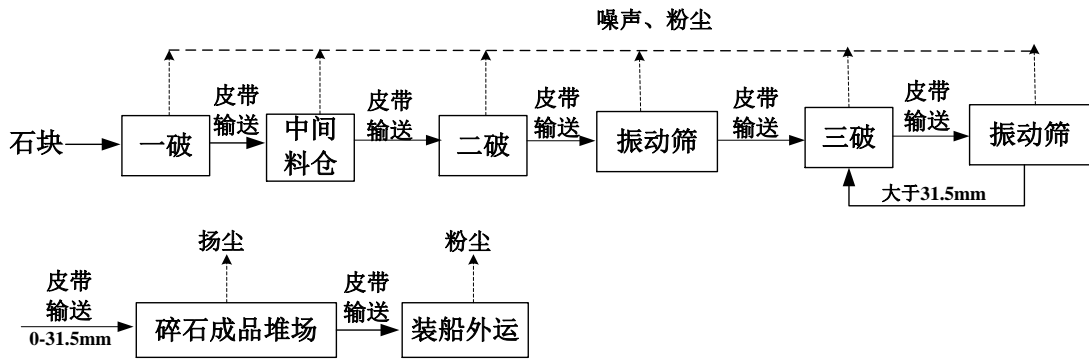 噪声、粉尘
皮带
输送
皮带
输送
皮带
输送
皮带
输送
皮带
输送
石块
一破
中间
料仓
二破
振动筛
三破
振动筛
大于31.5mm
扬尘
粉尘
皮带
输送
0-31.5mm
碎石成品堆场
皮带
输送
装船外运